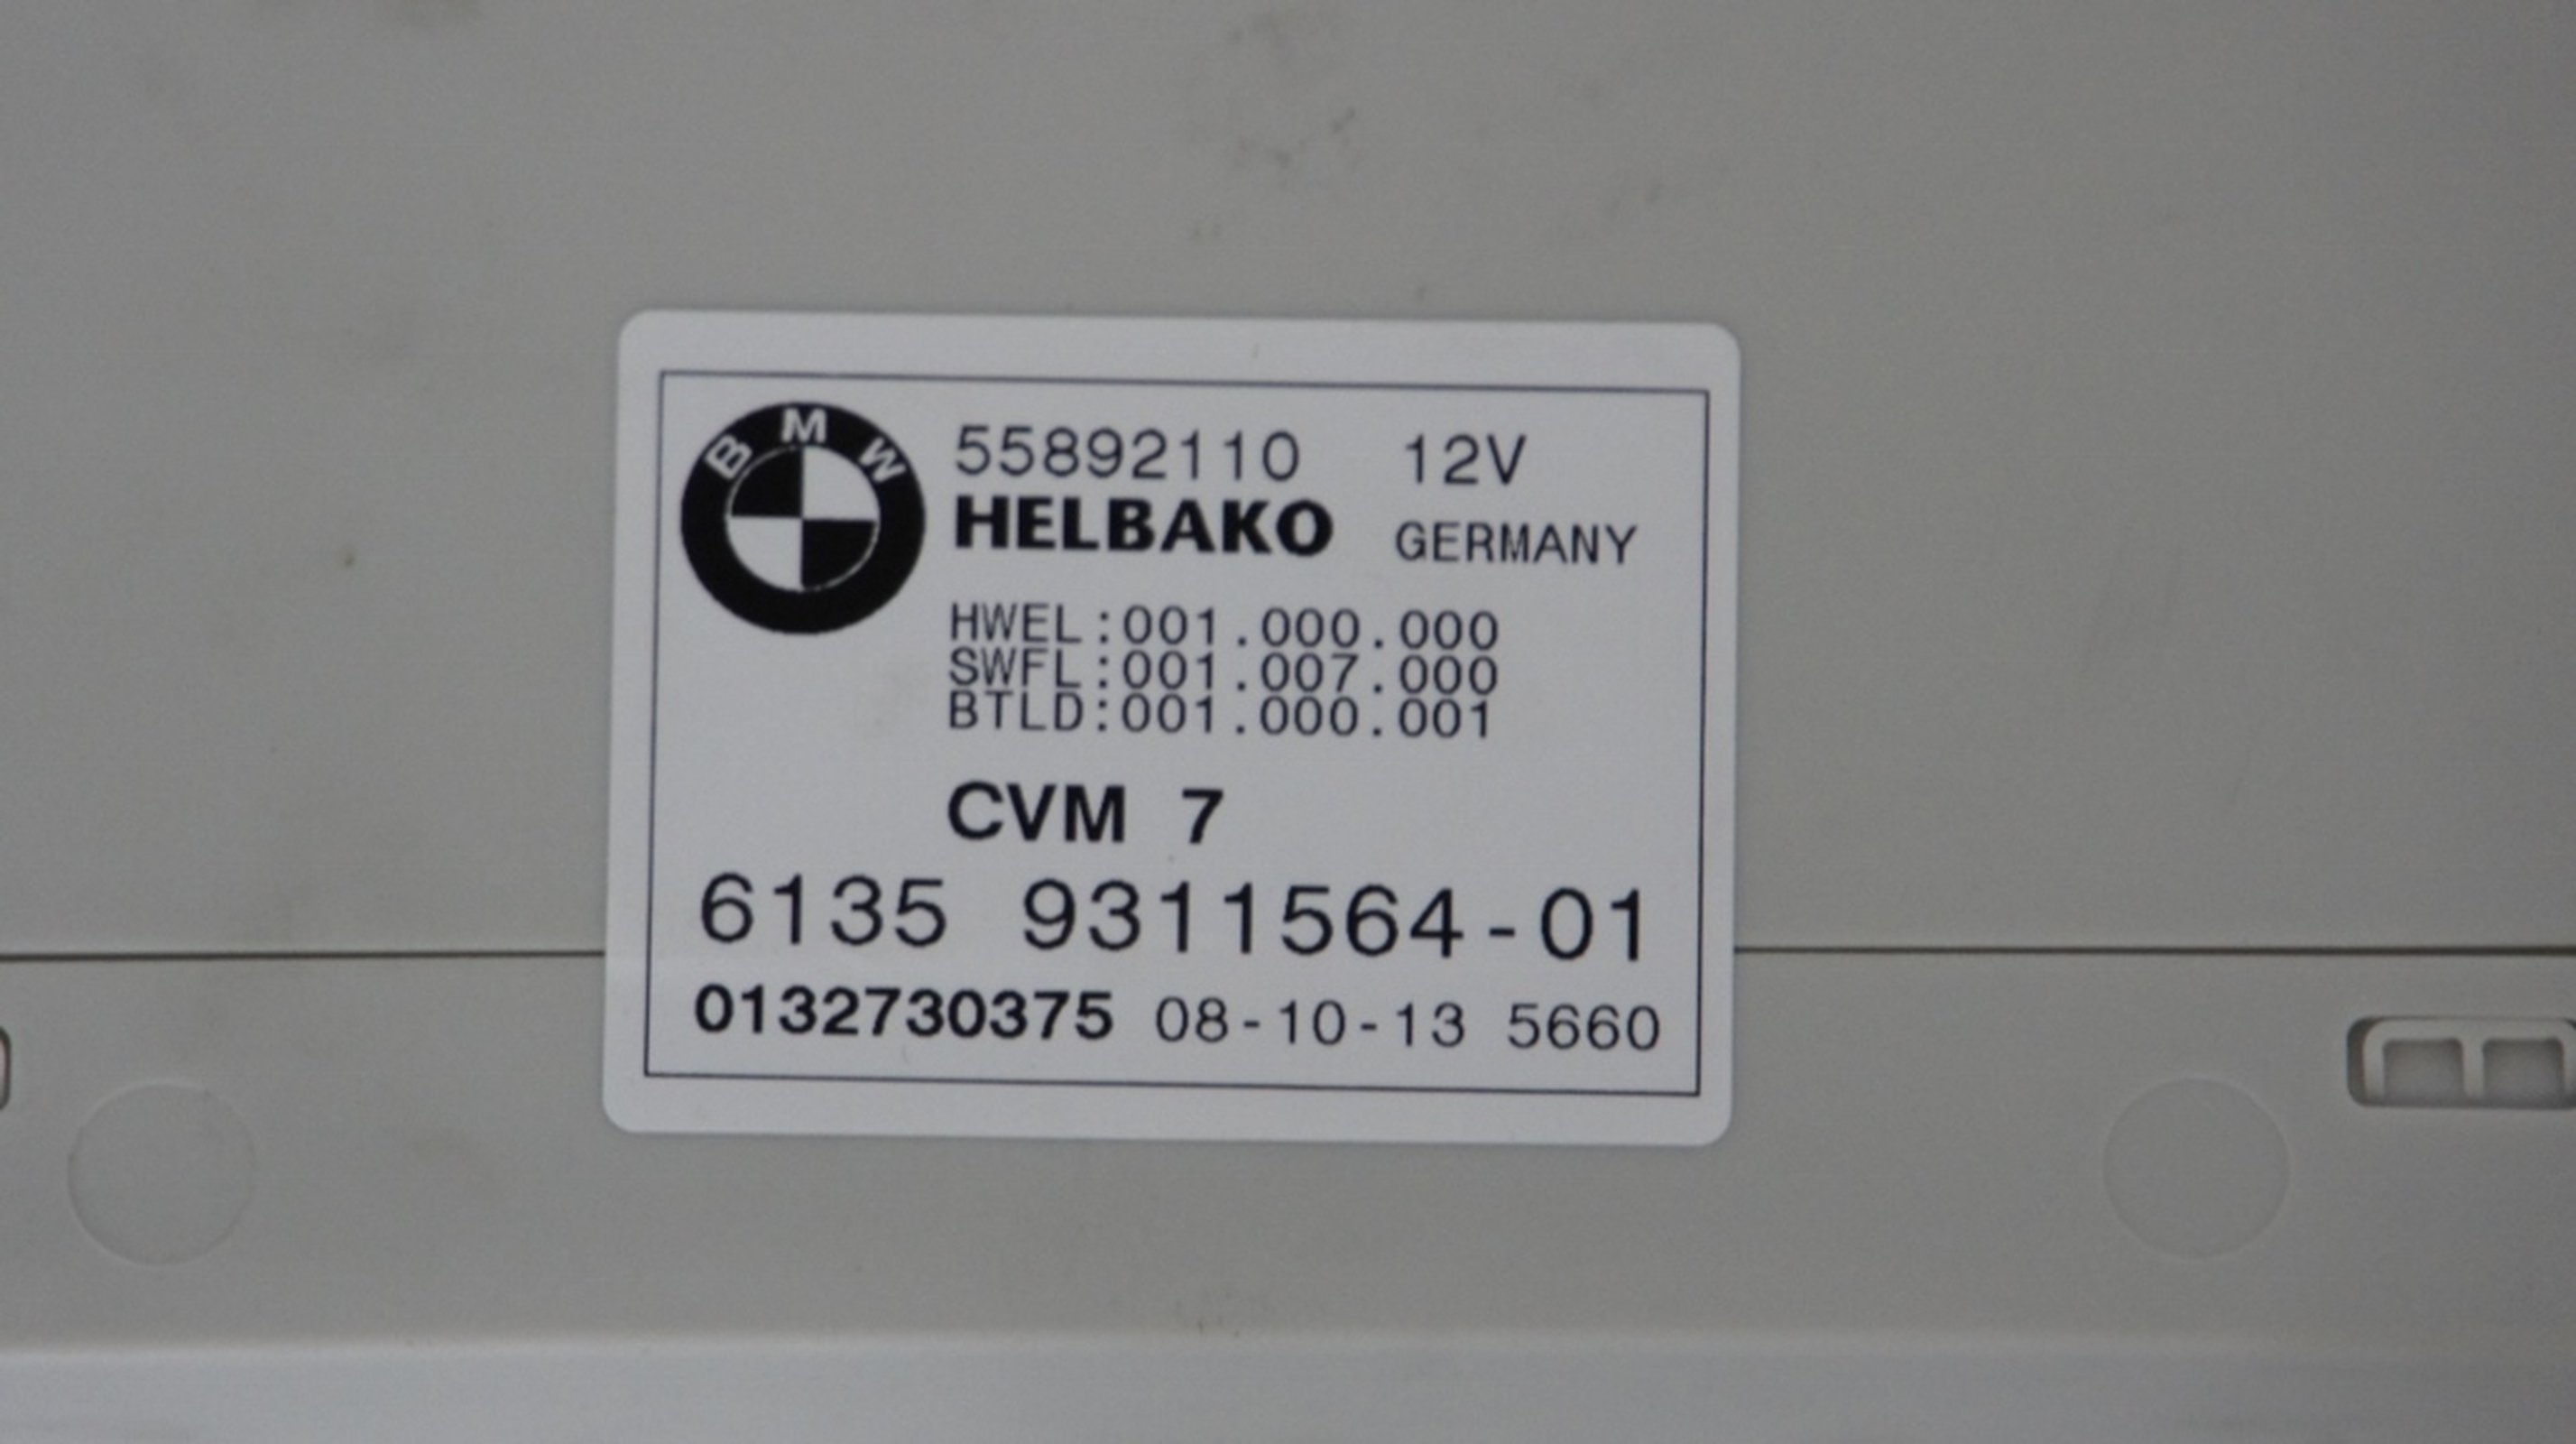 BMW
55892110 12V
HELBAKO GERMANY
HWEL:001.000.000
SWFL:001.007.000
BTLD:001.000.001
CVM 7
6135 9311564-01
0132730375 08-10-13 5660